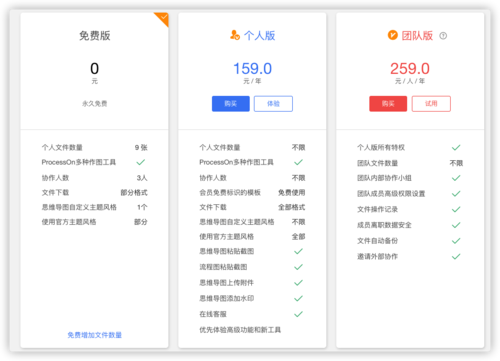 免费版
0
元
永久免费
个人文件数量 9 张
ProcessOn多种作图工具
协作人数 3人
文件下载 部分格式
思维导图自定义主题风格 1个
使用官方主题风格 部分
免费增加文件数量
个人版
159.0
元 / 年
购买 体验
个人文件数量 不限
ProcessOn多种作图工具
协作人数 不限
会员免费标识的模板 免费使用
文件下载 全部格式
思维导图自定义主题风格 不限
使用官方主题风格 全部
思维导图粘贴截图
流程图粘贴截图
思维导图上传附件
思维导图添加水印
在线客服
优先体验高级功能和新工具
团队版 ?
259.0
元 / 人 / 年
购买 试用
个人版所有特权
团队文件数量 不限
团队内部协作小组
团队成员高级权限设置
文件操作记录
成员离职数据安全
文件自动备份
邀请外部协作